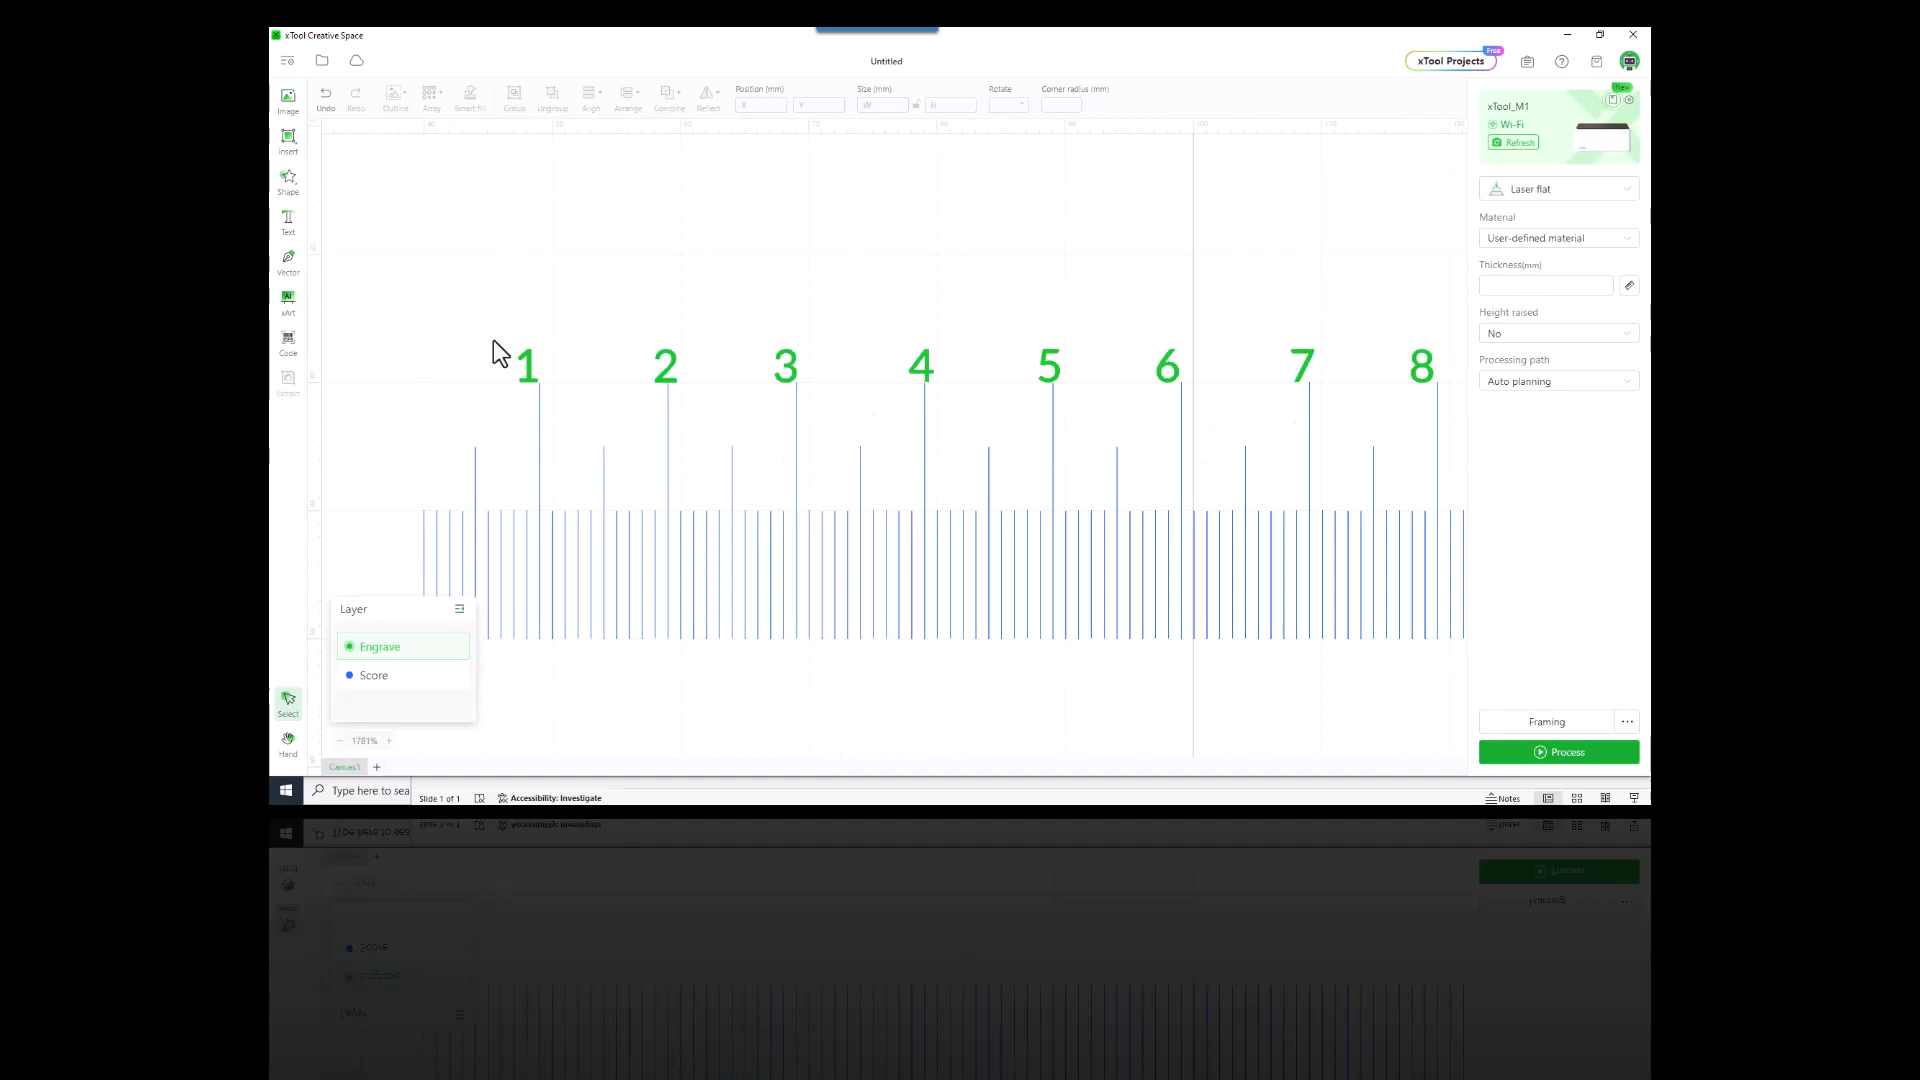 xTool Creative Space
Untitled
Free
xTool Projects
Undo Redo Outline Array Smart fill Group Ungroup Align Arrange Combine Reflect
Position (mm) Size (mm) Rotate Corner radius (mm)
X Y W H
Image
Insert
Shape
Text
Vector
AI
xArt
Code
Extract
Select
Hand
1 2 3 4 5 6 7 8
Layer
Engrave
Score
1781%
Canvas1
New
xTool_M1
Wi-Fi
Refresh
Laser flat
Material
User-defined material
Thickness(mm)
Height raised
No
Processing path
Auto planning
Framing
Process
Type here to sea
Slide 1 of 1
Accessibility: Investigate
Notes